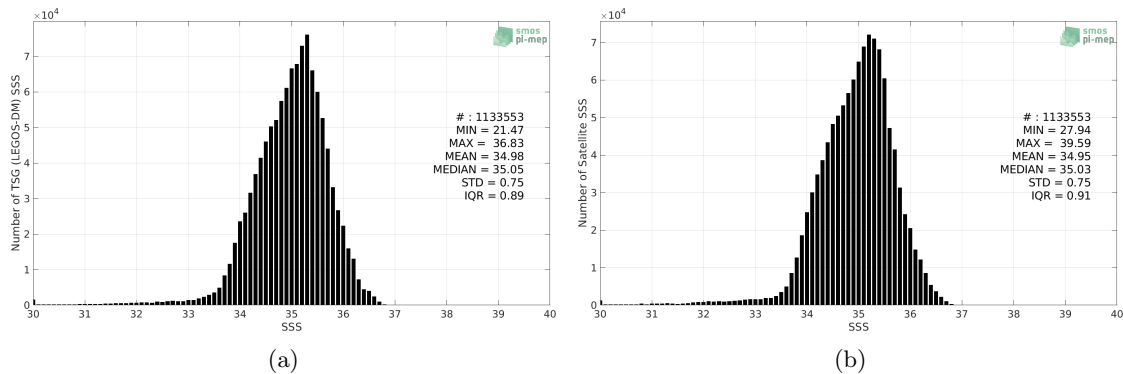 ×10⁴
smos
pi-mep
7
6
5
4
3
2
1
0
Number of TSG (LEGOS-DM) SSS
# : 1133553
MIN = 21.47
MAX = 36.83
MEAN = 34.98
MEDIAN = 35.05
STD = 0.75
IQR = 0.89
30 31 32 33 34 35 36 37 38 39 40
SSS
(a)
×10⁴
smos
pi-mep
7
6
5
4
3
2
1
0
Number of Satellite SSS
# : 1133553
MIN = 27.94
MAX = 39.59
MEAN = 34.95
MEDIAN = 35.03
STD = 0.75
IQR = 0.91
30 31 32 33 34 35 36 37 38 39 40
SSS
(b)